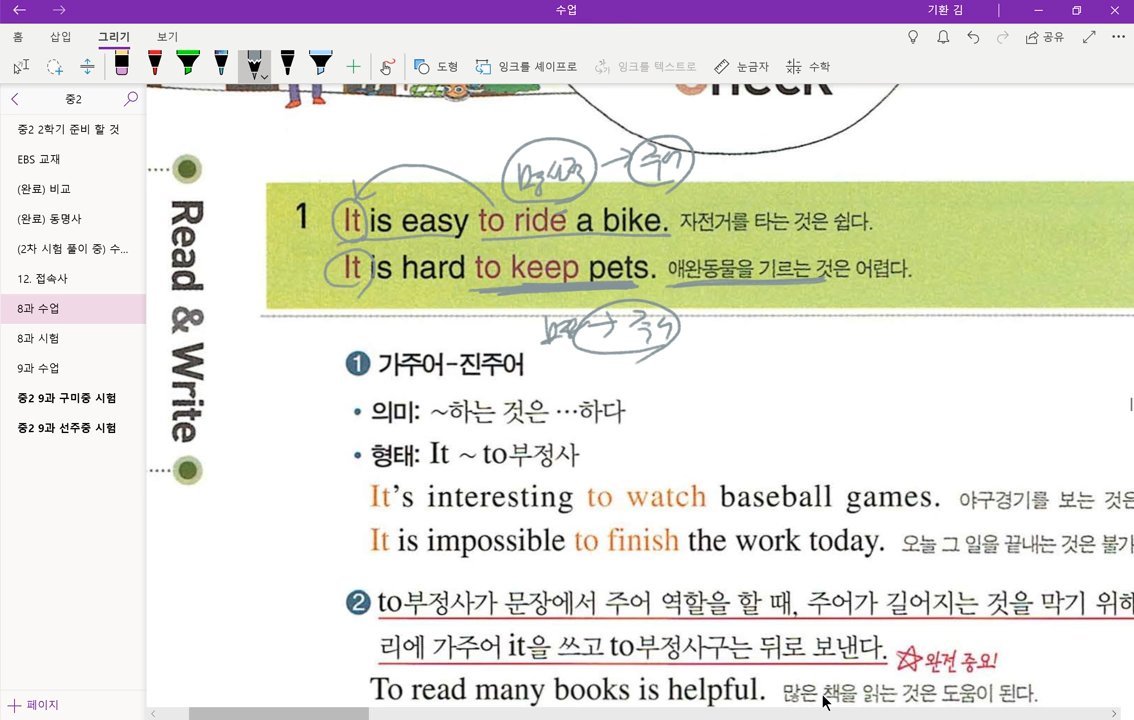 수업
기환 김
홈 삽입 그리기 보기
공유
도형 잉크를 셰이프로 잉크를 텍스트로 눈금자 수학
중2
중2 2학기 준비 할 것
EBS 교재
(완료) 비교
(완료) 동명사
(2차 시험 풀이 중) 수...
12. 접속사
8과 수업
8과 시험
9과 수업
중2 9과 구미중 시험
중2 9과 선주중 시험
페이지
Read & Write
주어
1 It is easy to ride a bike. 자전거를 타는 것은 쉽다.
It is hard to keep pets. 애완동물을 기르는 것은 어렵다.
1 가주어-진주어
• 의미: ~하는 것은 …하다
• 형태: It ~ to부정사
It's interesting to watch baseball games. 야구경기를 보는 것은
It is impossible to finish the work today. 오늘 그 일을 끝내는 것은 불가
2 to부정사가 문장에서 주어 역할을 할 때, 주어가 길어지는 것을 막기 위해
리에 가주어 it을 쓰고 to부정사구는 뒤로 보낸다. 완전 중요!
To read many books is helpful. 많은 책을 읽는 것은 도움이 된다.